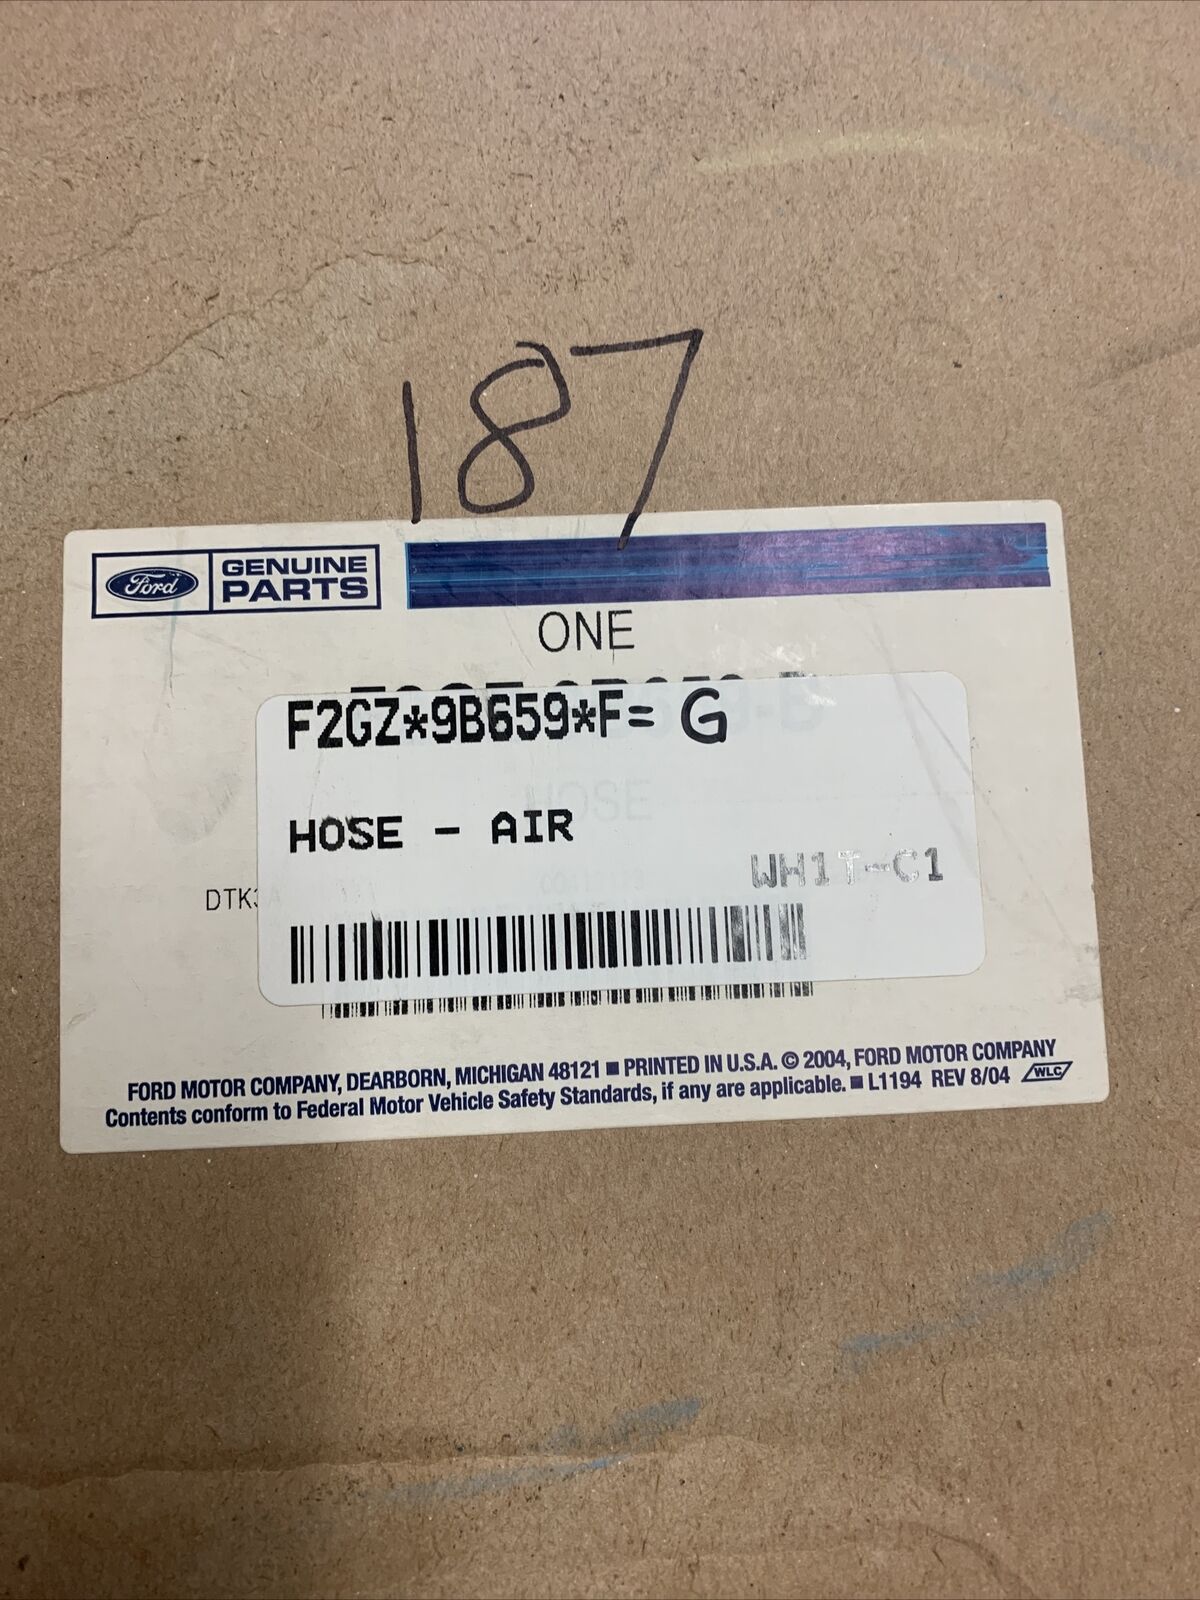 187
Ford
GENUINE
PARTS
ONE
F2GZ*9B659*F= G
HOSE
HOSE - AIR
WH1T-C1
DTK3A
FORD MOTOR COMPANY, DEARBORN, MICHIGAN 48121 ■ PRINTED IN U.S.A. © 2004, FORD MOTOR COMPANY
Contents conform to Federal Motor Vehicle Safety Standards, if any are applicable. ■ L1194 REV 8/04 WLC